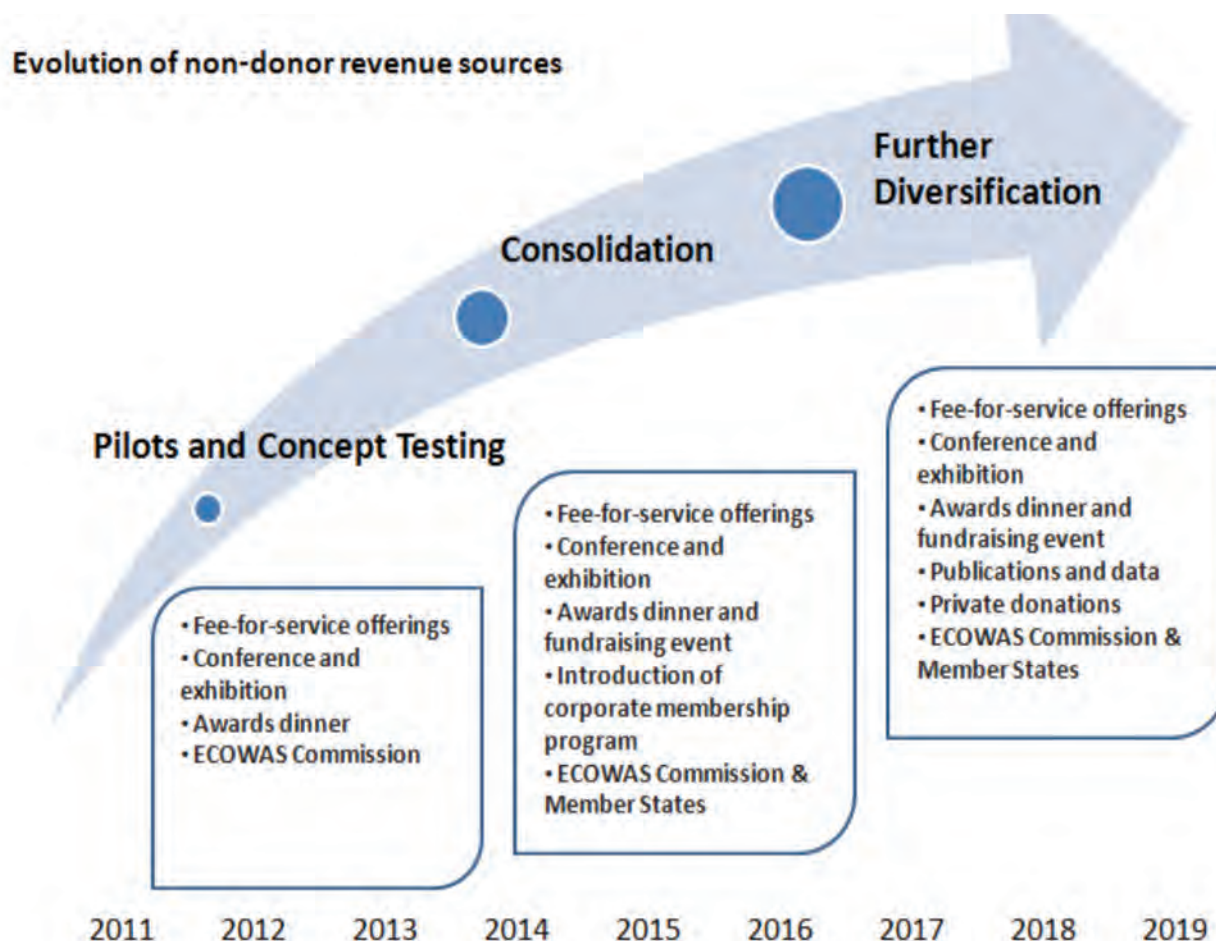 Evolution of non-donor revenue sources
Further
Diversification
Consolidation
Pilots and Concept Testing
• Fee-for-service offerings
• Conference and
exhibition
• Awards dinner
• ECOWAS Commission
• Fee-for-service offerings
• Conference and
exhibition
• Awards dinner and
fundraising event
• Introduction of
corporate membership
program
• ECOWAS Commission &
Member States
• Fee-for-service offerings
• Conference and
exhibition
• Awards dinner and
fundraising event
• Publications and data
• Private donations
• ECOWAS Commission &
Member States
2011 2012 2013 2014 2015 2016 2017 2018 2019